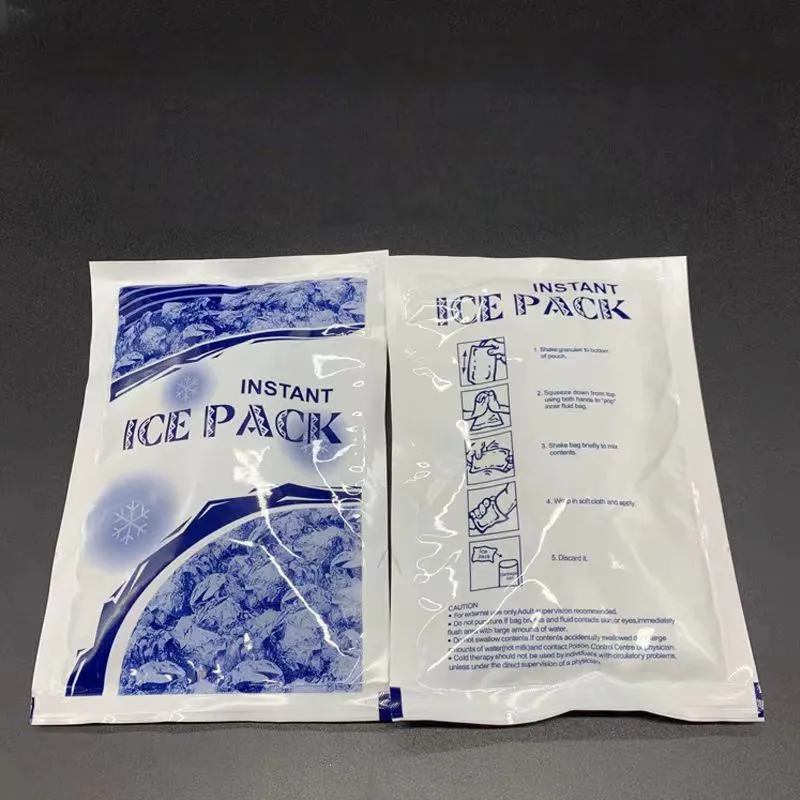 INSTANT
ICE PACK
INSTANT
ICE PACK
1. Shake granules to bottom
of pouch.
2. Squeeze down from top
using both hands to "pop"
inner fluid bag.
3. Shake bag briefly to mix
contents.
4. Wrap in soft cloth and apply.
Ice
pack
5. Discard it.
CAUTION
• For external use only. Adult supervision recommended.
• Do not puncture. If bag and fluid contacts skin, or eyes, immediately
flush area with large amounts of water.
• Do not swallow contents. If contents accidentally swallowed large
amounts of water(not milk)and contact Poison Control Centre physician.
• Cold therapy should not be used by individuals with circulatory problems,
unless under the direct supervision of a physician.